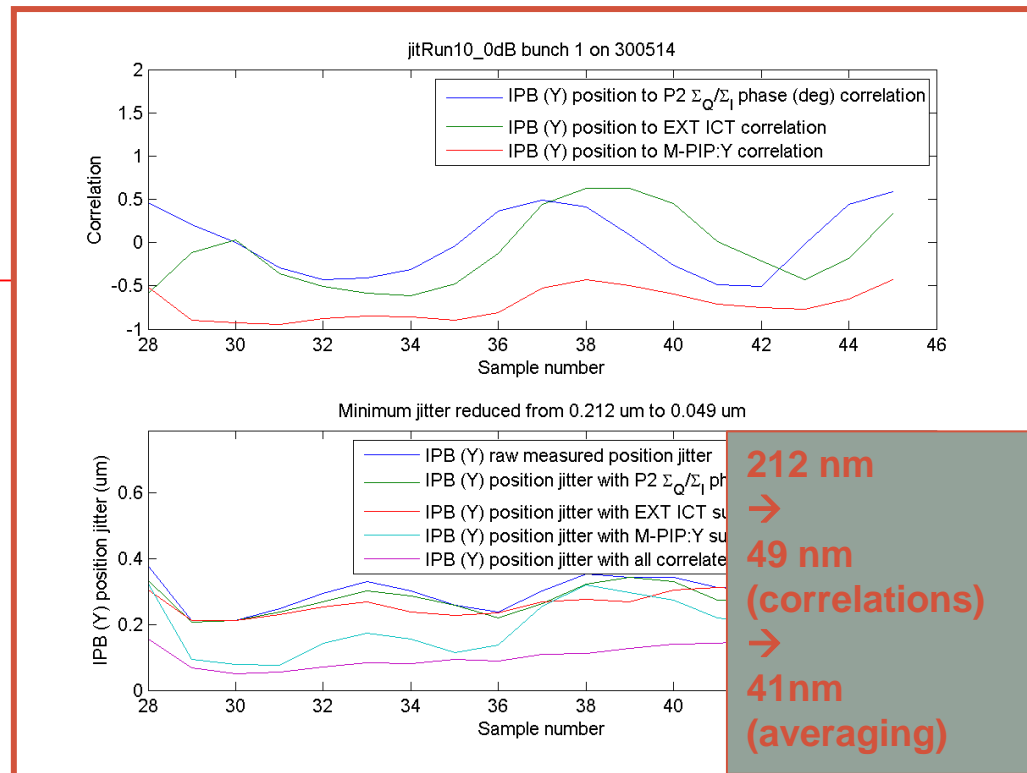 jitRun10_0dB bunch 1 on 300514
2
1.5
1
0.5
0
-0.5
-1
Correlation
IPB (Y) position to P2 Σ_Q/Σ_I phase (deg) correlation
IPB (Y) position to EXT ICT correlation
IPB (Y) position to M-PIP:Y correlation
28 30 32 34 36 38 40 42 44 46
Sample number
Minimum jitter reduced from 0.212 um to 0.049 um
0.6
0.4
0.2
0
IPB (Y) position jitter (um)
IPB (Y) raw measured position jitter
IPB (Y) position jitter with P2 Σ_Q/Σ_I ph
IPB (Y) position jitter with EXT ICT su
IPB (Y) position jitter with M-PIP:Y su
IPB (Y) position jitter with all correlate
28 30 32 34 36 38 40
Sample number
212 nm
→
49 nm
(correlations)
→
41nm
(averaging)